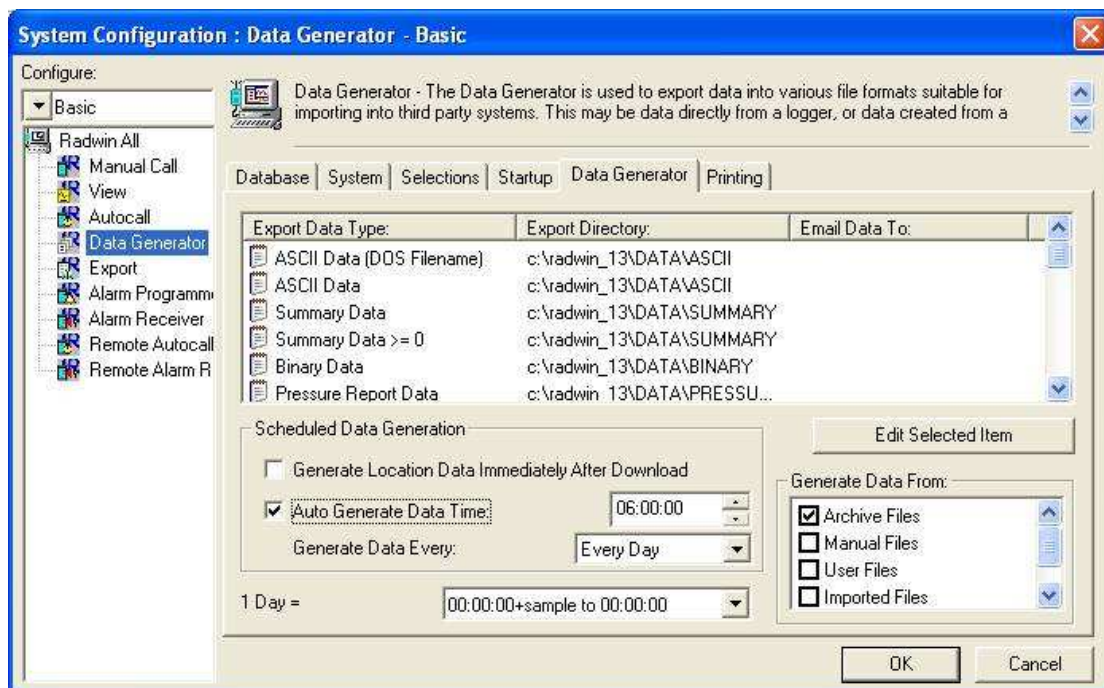 System Configuration : Data Generator - Basic
Configure:
Basic
Radwin All
Manual Call
View
Autocall
Data Generator
Export
Alarm Programm
Alarm Receiver
Remote Autocall
Remote Alarm R
Data Generator - The Data Generator is used to export data into various file formats suitable for
importing into third party systems. This may be data directly from a logger, or data created from a
Database System Selections Startup Data Generator Printing
Export Data Type: Export Directory: Email Data To:
ASCII Data (DOS Filename) c:\radwin_13\DATA\ASCII
ASCII Data c:\radwin_13\DATA\ASCII
Summary Data c:\radwin_13\DATA\SUMMARY
Summary Data >= 0 c:\radwin_13\DATA\SUMMARY
Binary Data c:\radwin_13\DATA\BINARY
Pressure Report Data c:\radwin_13\DATA\PRESSU...
Edit Selected Item
Scheduled Data Generation
Generate Location Data Immediately After Download
Auto Generate Data Time: 06:00:00
Generate Data Every: Every Day
1 Day = 00:00:00+sample to 00:00:00
Generate Data From:
Archive Files
Manual Files
User Files
Imported Files
OK Cancel